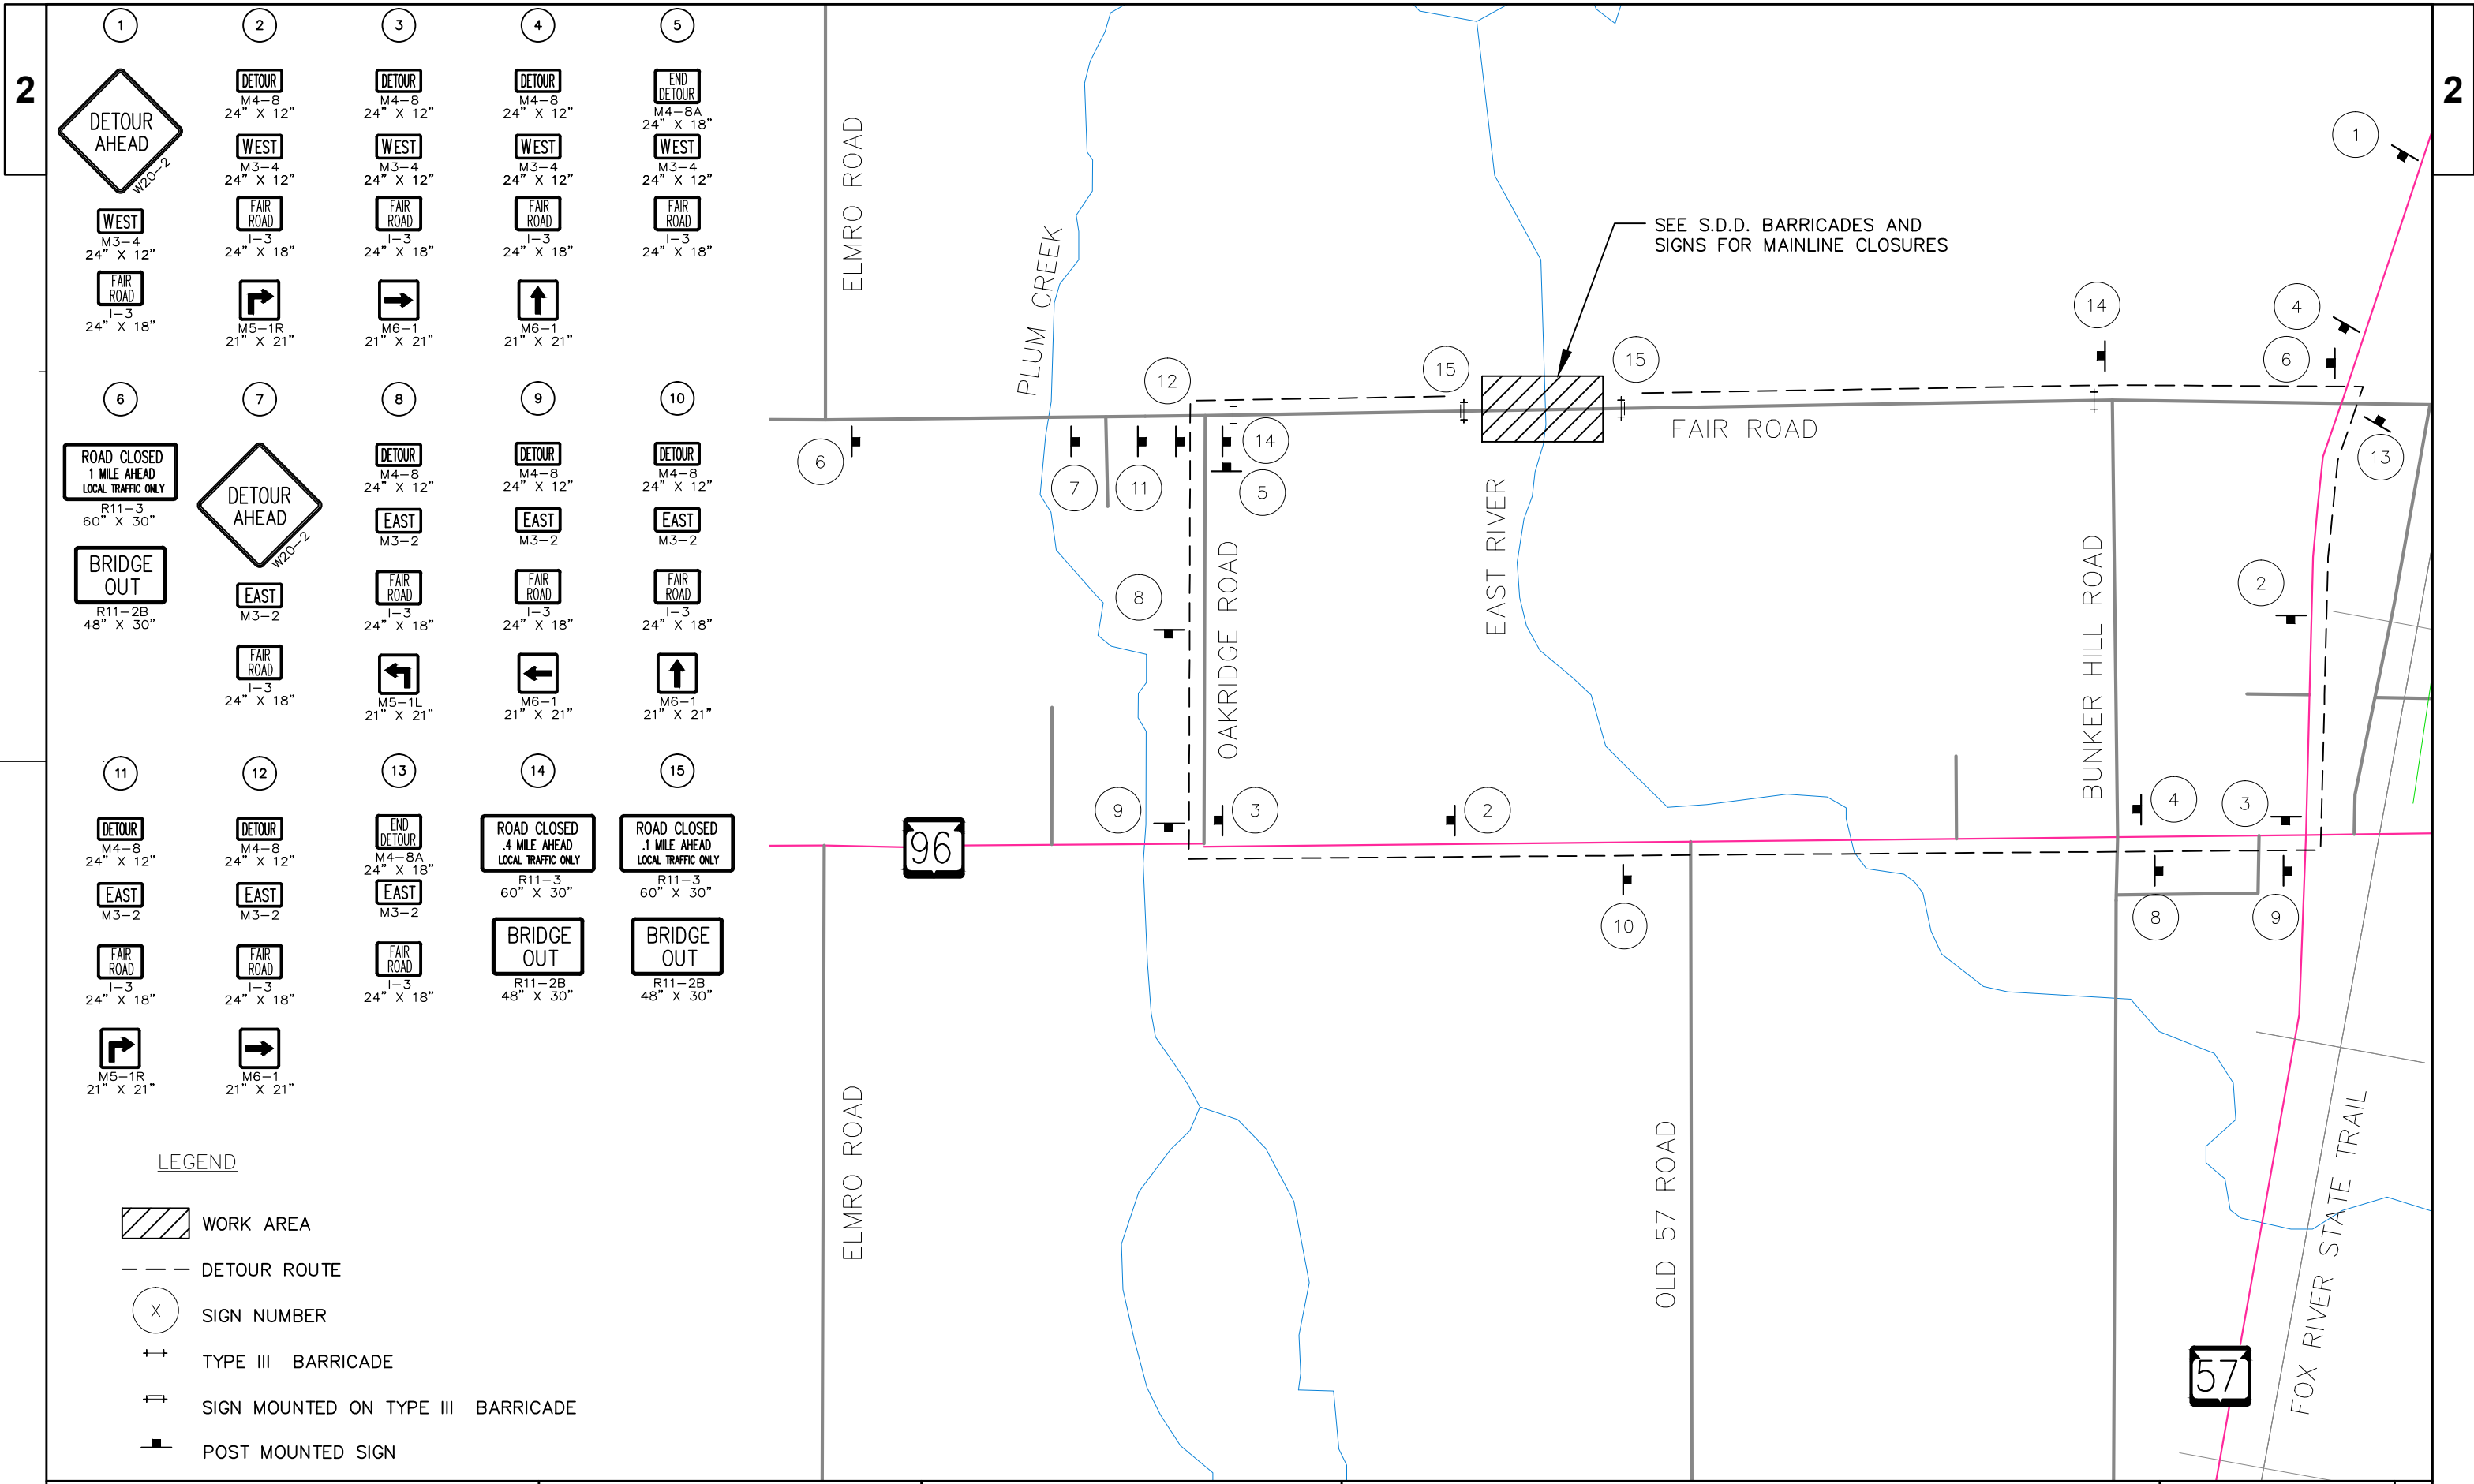 2
2
1
DETOUR
AHEAD
W20-2
WEST
M3-4
24" X 12"
FAIR
ROAD
I-3
24" X 18"
2
DETOUR
M4-8
24" X 12"
WEST
M3-4
24" X 12"
FAIR
ROAD
I-3
24" X 18"
M5-1R
21" X 21"
3
DETOUR
M4-8
24" X 12"
WEST
M3-4
24" X 12"
FAIR
ROAD
I-3
24" X 18"
M6-1
21" X 21"
4
DETOUR
M4-8
24" X 12"
WEST
M3-4
24" X 12"
FAIR
ROAD
I-3
24" X 18"
M6-1
21" X 21"
5
END
DETOUR
M4-8A
24" X 18"
WEST
M3-4
24" X 12"
FAIR
ROAD
I-3
24" X 18"
6
ROAD CLOSED
1 MILE AHEAD
LOCAL TRAFFIC ONLY
R11-3
60" X 30"
BRIDGE
OUT
R11-2B
48" X 30"
7
DETOUR
AHEAD
W20-2
EAST
M3-2
FAIR
ROAD
I-3
24" X 18"
8
DETOUR
M4-8
24" X 12"
EAST
M3-2
FAIR
ROAD
I-3
24" X 18"
M5-1L
21" X 21"
9
DETOUR
M4-8
24" X 12"
EAST
M3-2
FAIR
ROAD
I-3
24" X 18"
M6-1
21" X 21"
10
DETOUR
M4-8
24" X 12"
EAST
M3-2
FAIR
ROAD
I-3
24" X 18"
M6-1
21" X 21"
11
DETOUR
M4-8
24" X 12"
EAST
M3-2
FAIR
ROAD
I-3
24" X 18"
M5-1R
21" X 21"
12
DETOUR
M4-8
24" X 12"
EAST
M3-2
FAIR
ROAD
I-3
24" X 18"
M6-1
21" X 21"
13
END
DETOUR
M4-8A
24" X 18"
EAST
M3-2
FAIR
ROAD
I-3
24" X 18"
14
ROAD CLOSED
.4 MILE AHEAD
LOCAL TRAFFIC ONLY
R11-3
60" X 30"
BRIDGE
OUT
R11-2B
48" X 30"
15
ROAD CLOSED
.1 MILE AHEAD
LOCAL TRAFFIC ONLY
R11-3
60" X 30"
BRIDGE
OUT
R11-2B
48" X 30"
LEGEND
WORK AREA
DETOUR ROUTE
X
SIGN NUMBER
TYPE III BARRICADE
SIGN MOUNTED ON TYPE III BARRICADE
POST MOUNTED SIGN
ELMRO ROAD
PLUM CREEK
SEE S.D.D. BARRICADES AND
SIGNS FOR MAINLINE CLOSURES
1
14
4
6
15
15
12
FAIR ROAD
6
7
11
14
5
13
8
OAKRIDGE ROAD
EAST RIVER
BUNKER HILL ROAD
2
9
3
2
4
3
96
10
8
9
ELMRO ROAD
OLD 57 ROAD
FOX RIVER STATE TRAIL
57